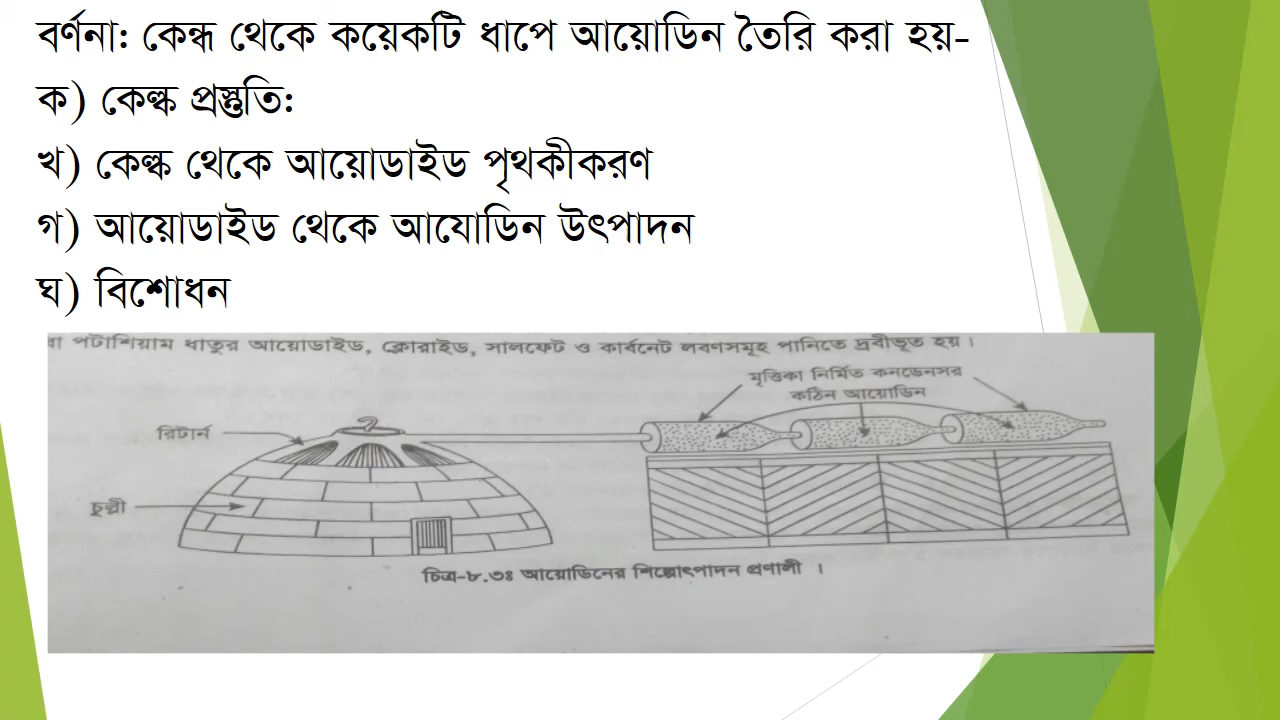 বর্ণনা: কেল্ক থেকে কয়েকটি ধাপে আয়োডিন তৈরি করা হয়-
ক) কেল্ক প্রস্তুতি:
খ) কেল্ক থেকে আয়োডাইড পৃথকীকরণ
গ) আয়োডাইড থেকে আযোডিন উৎপাদন
ঘ) বিশোধন
বা পটাশিয়াম ধাতুর আয়োডাইড, ক্লোরাইড, সালফেট ও কার্বনেট লবণসমূহ পানিতে দ্রবীভূত হয়।
মৃত্তিকা নির্মিত কনডেনসর
কঠিন আয়োডিন
রিটার্ন
চুল্লী
চিত্র-৮.৩ঃ আয়োডিনের শিল্পোৎপাদন প্রণালী ।